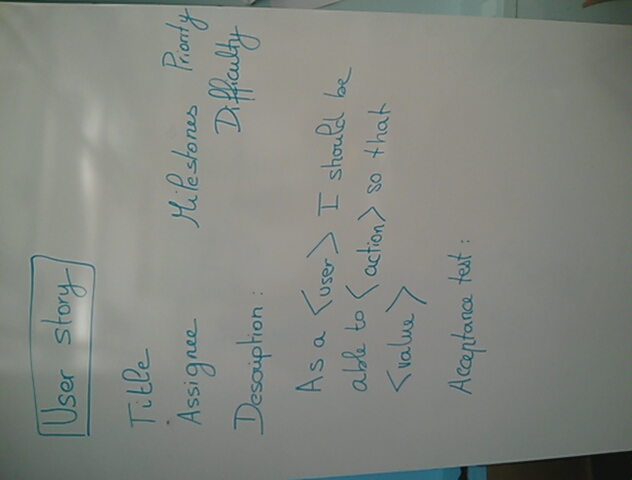 User story
Title
Assignee Milestones Priority
Difficulty
Description :
As a <user> I should be
able to <action> so that
<value>
Acceptance test :